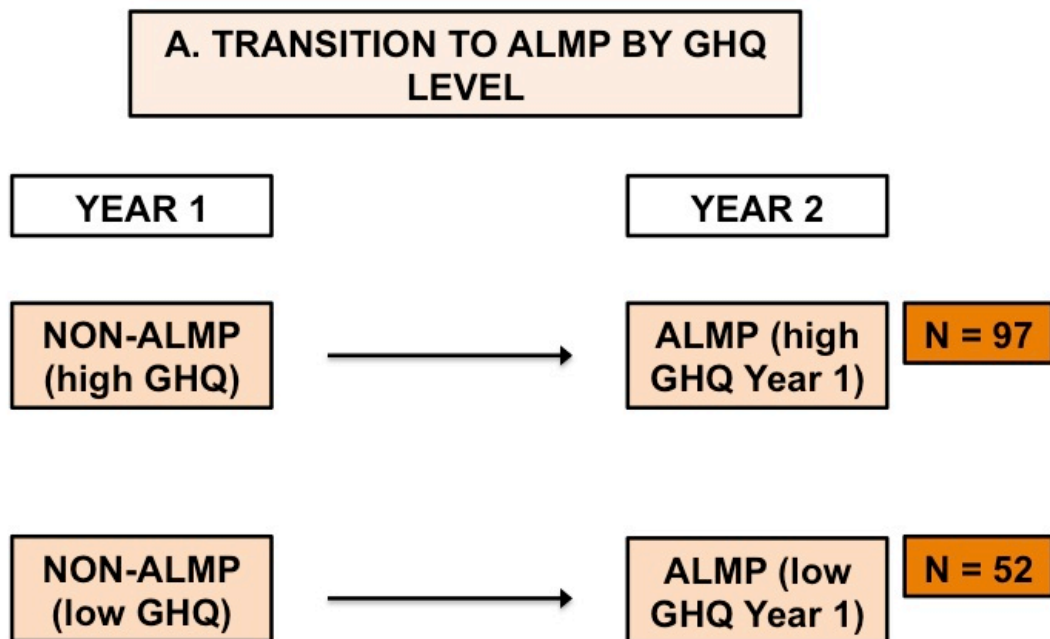 A. TRANSITION TO ALMP BY GHQ
LEVEL
YEAR 1
YEAR 2
NON-ALMP
(high GHQ)
ALMP (high
GHQ Year 1)
N = 97
NON-ALMP
(low GHQ)
ALMP (low
GHQ Year 1)
N = 52